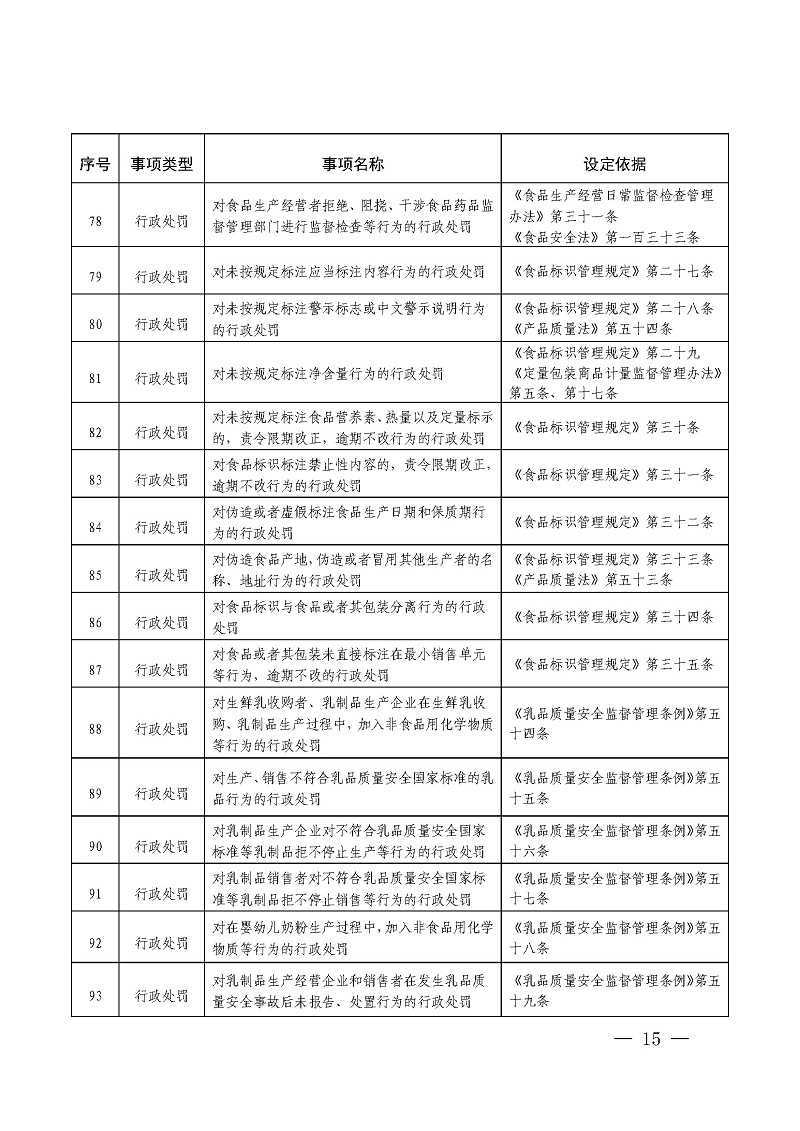 序号 事项类型 事项名称 设定依据
78 行政处罚 对食品生产经营者拒绝、阻挠、干涉食品药品监
督管理部门进行监督检查等行为的行政处罚
《食品生产经营日常监督检查管理
办法》第三十一条
《食品安全法》第一百三十三条
79 行政处罚 对未按规定标注应当标注内容行为的行政处罚 《食品标识管理规定》第二十七条
80 行政处罚 对未按规定标注警示标志或中文警示说明行为
的行政处罚
《食品标识管理规定》第二十八条
《产品质量法》第五十四条
81 行政处罚 对未按规定标注净含量行为的行政处罚
《食品标识管理规定》第二十九
《定量包装商品计量监督管理办法》
第五条、第十七条
82 行政处罚 对未按规定标注食品营养素、热量以及定量标示
的，责令限期改正，逾期不改行为的行政处罚
《食品标识管理规定》第三十条
83 行政处罚 对食品标识标注禁止性内容的，责令限期改正，
逾期不改行为的行政处罚
《食品标识管理规定》第三十一条
84 行政处罚 对伪造或者虚假标注食品生产日期和保质期行
为的行政处罚
《食品标识管理规定》第三十二条
85 行政处罚 对伪造食品产地，伪造或者冒用其他生产者的名
称、地址行为的行政处罚
《食品标识管理规定》第三十三条
《产品质量法》第五十三条
86 行政处罚 对食品标识与食品或者其包装分离行为的行政
处罚
《食品标识管理规定》第三十四条
87 行政处罚 对食品或者其包装未直接标注在最小销售单元
等行为，逾期不改的行政处罚
《食品标识管理规定》第三十五条
88 行政处罚 对生鲜乳收购者、乳制品生产企业在生鲜乳收
购、乳制品生产过程中，加入非食品用化学物质
等行为的行政处罚
《乳品质量安全监督管理条例》第五
十四条
89 行政处罚 对生产、销售不符合乳品质量安全国家标准的乳
品行为的行政处罚
《乳品质量安全监督管理条例》第五
十五条
90 行政处罚 对乳制品生产企业对不符合乳品质量安全国家
标准等乳制品拒不停止生产等行为的行政处罚
《乳品质量安全监督管理条例》第五
十六条
91 行政处罚 对乳制品销售者对不符合乳品质量安全国家标
准等乳制品拒不停止销售等行为的行政处罚
《乳品质量安全监督管理条例》第五
十七条
92 行政处罚 对在婴幼儿奶粉生产过程中，加入非食品用化学
物质等行为的行政处罚
《乳品质量安全监督管理条例》第五
十八条
93 行政处罚 对乳制品生产经营企业和销售者在发生乳品质
量安全事故后未报告、处置行为的行政处罚
《乳品质量安全监督管理条例》第五
十九条
— 15 —